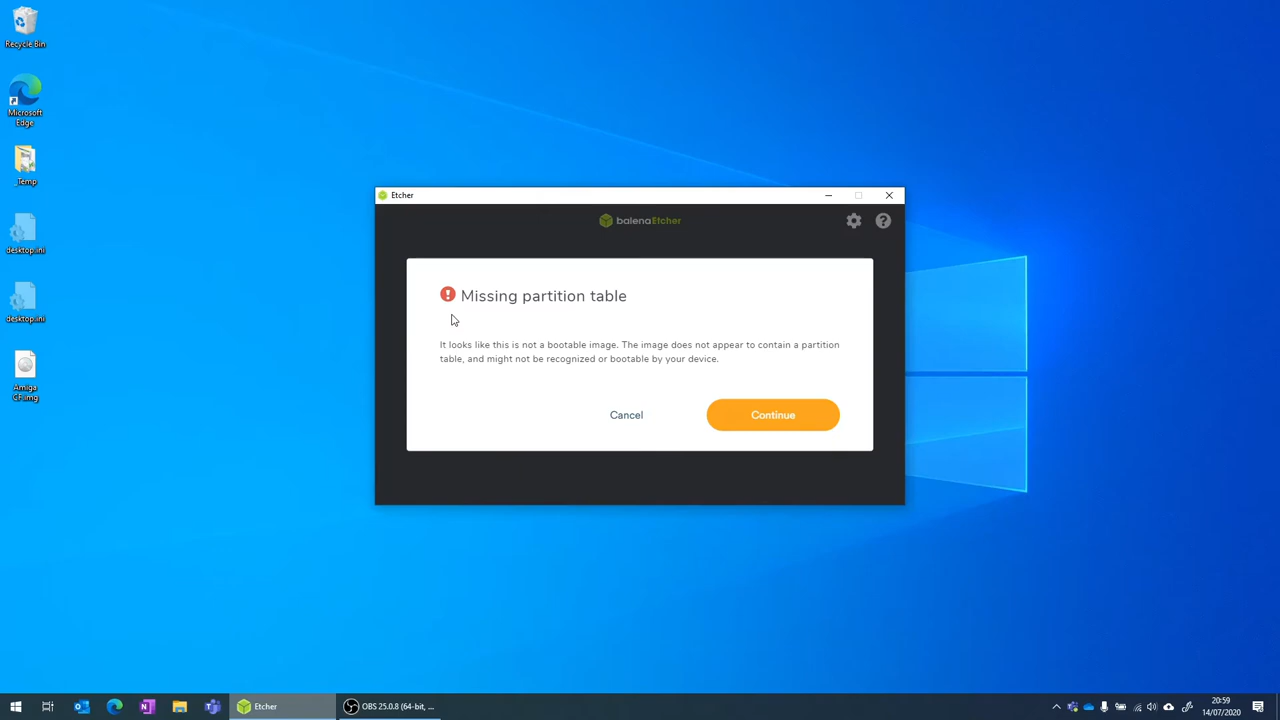 Recycle Bin
Microsoft
Edge
_Temp
desktop.ini
desktop.ini
Amiga
CF.img
Etcher
balenaEtcher
Missing partition table
It looks like this is not a bootable image. The image does not appear to contain a partition
table, and might not be recognized or bootable by your device.
Cancel
Continue
Etcher
OBS 25.0.8 (64-bit, ...
20:59
14/07/2020